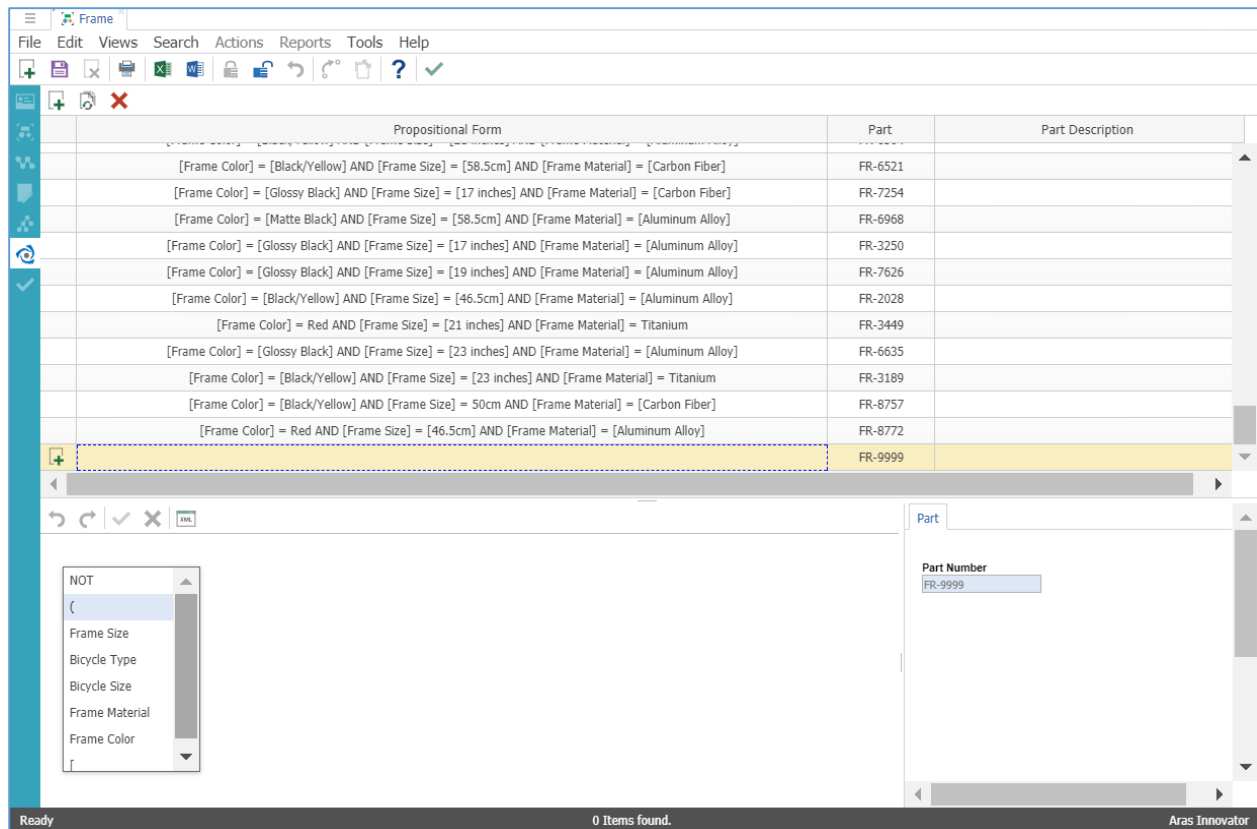 Frame
File Edit Views Search Actions Reports Tools Help
Propositional Form Part Part Description
[Frame Color] = [Black/Yellow] AND [Frame Size] = [58.5cm] AND [Frame Material] = [Carbon Fiber] FR-6521
[Frame Color] = [Glossy Black] AND [Frame Size] = [17 inches] AND [Frame Material] = [Carbon Fiber] FR-7254
[Frame Color] = [Matte Black] AND [Frame Size] = [58.5cm] AND [Frame Material] = [Aluminum Alloy] FR-6968
[Frame Color] = [Glossy Black] AND [Frame Size] = [17 inches] AND [Frame Material] = [Aluminum Alloy] FR-3250
[Frame Color] = [Glossy Black] AND [Frame Size] = [19 inches] AND [Frame Material] = [Aluminum Alloy] FR-7626
[Frame Color] = [Black/Yellow] AND [Frame Size] = [46.5cm] AND [Frame Material] = [Aluminum Alloy] FR-2028
[Frame Color] = Red AND [Frame Size] = [21 inches] AND [Frame Material] = Titanium FR-3449
[Frame Color] = [Glossy Black] AND [Frame Size] = [23 inches] AND [Frame Material] = [Aluminum Alloy] FR-6635
[Frame Color] = [Black/Yellow] AND [Frame Size] = [23 inches] AND [Frame Material] = Titanium FR-3189
[Frame Color] = [Black/Yellow] AND [Frame Size] = 50cm AND [Frame Material] = [Carbon Fiber] FR-8757
[Frame Color] = Red AND [Frame Size] = [46.5cm] AND [Frame Material] = [Aluminum Alloy] FR-8772
FR-9999
XML
Part
NOT
(
Frame Size
Bicycle Type
Bicycle Size
Frame Material
Frame Color
[
Part Number
FR-9999
Ready 0 Items found. Aras Innovator